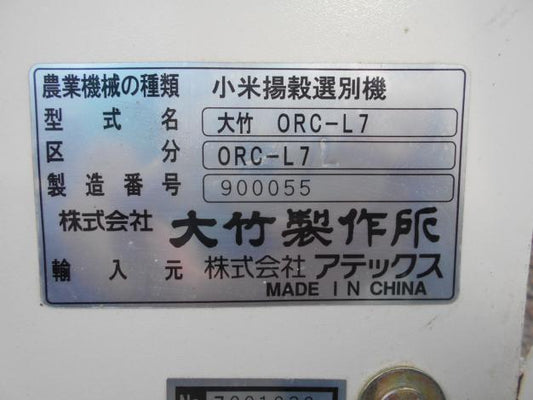 農業機械の種類 小米揚穀選別機
型式名 大竹 ORC-L7
区分 ORC-L7
製造番号 900055
株式会社 大竹製作所
輸入元 株式会社 アテックス
MADE IN CHINA